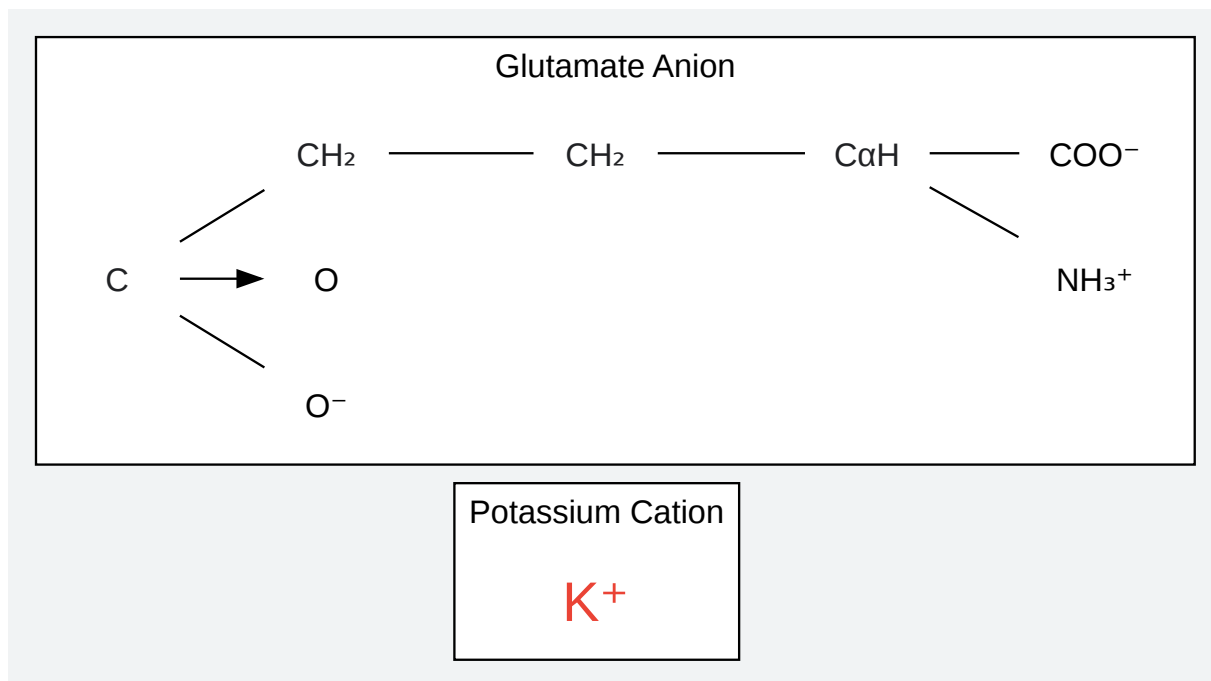 Glutamate Anion
CH₂ CH₂ CαH COO⁻
C O NH₃⁺
O⁻
Potassium Cation
K⁺